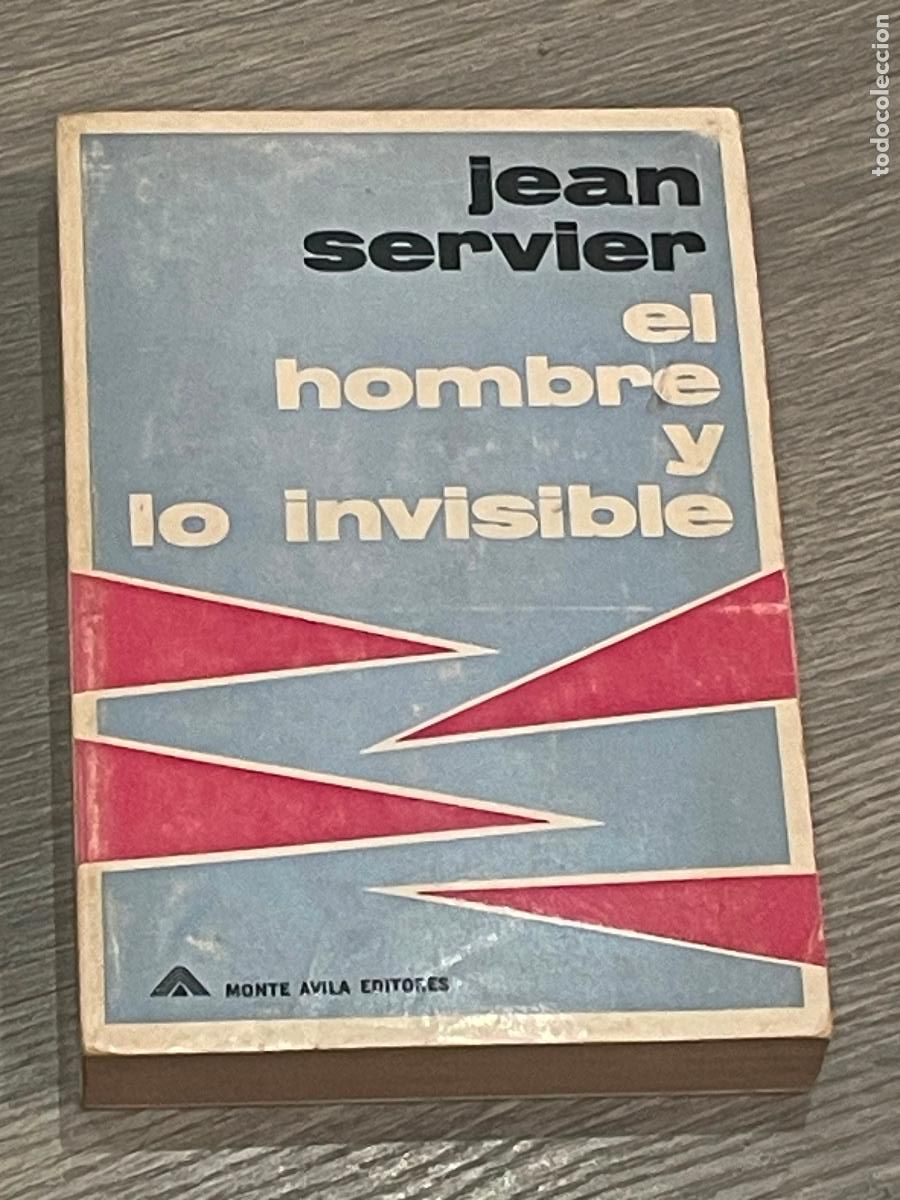 todocoleccion
jean
servier
el
hombre
y
lo invisible
MONTE AVILA EDITORES